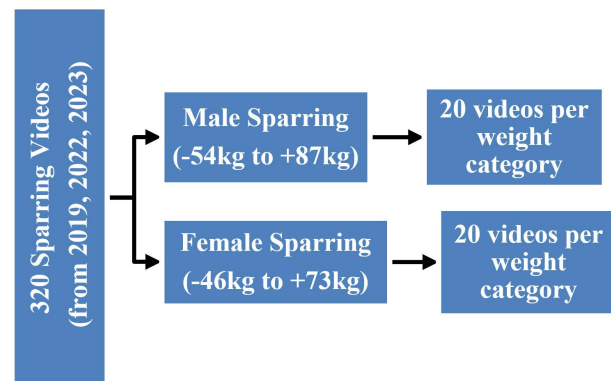 320 Sparring Videos
(from 2019, 2022, 2023)
Male Sparring
(-54kg to +87kg)
20 videos per
weight
category
Female Sparring
(-46kg to +73kg)
20 videos per
weight
category